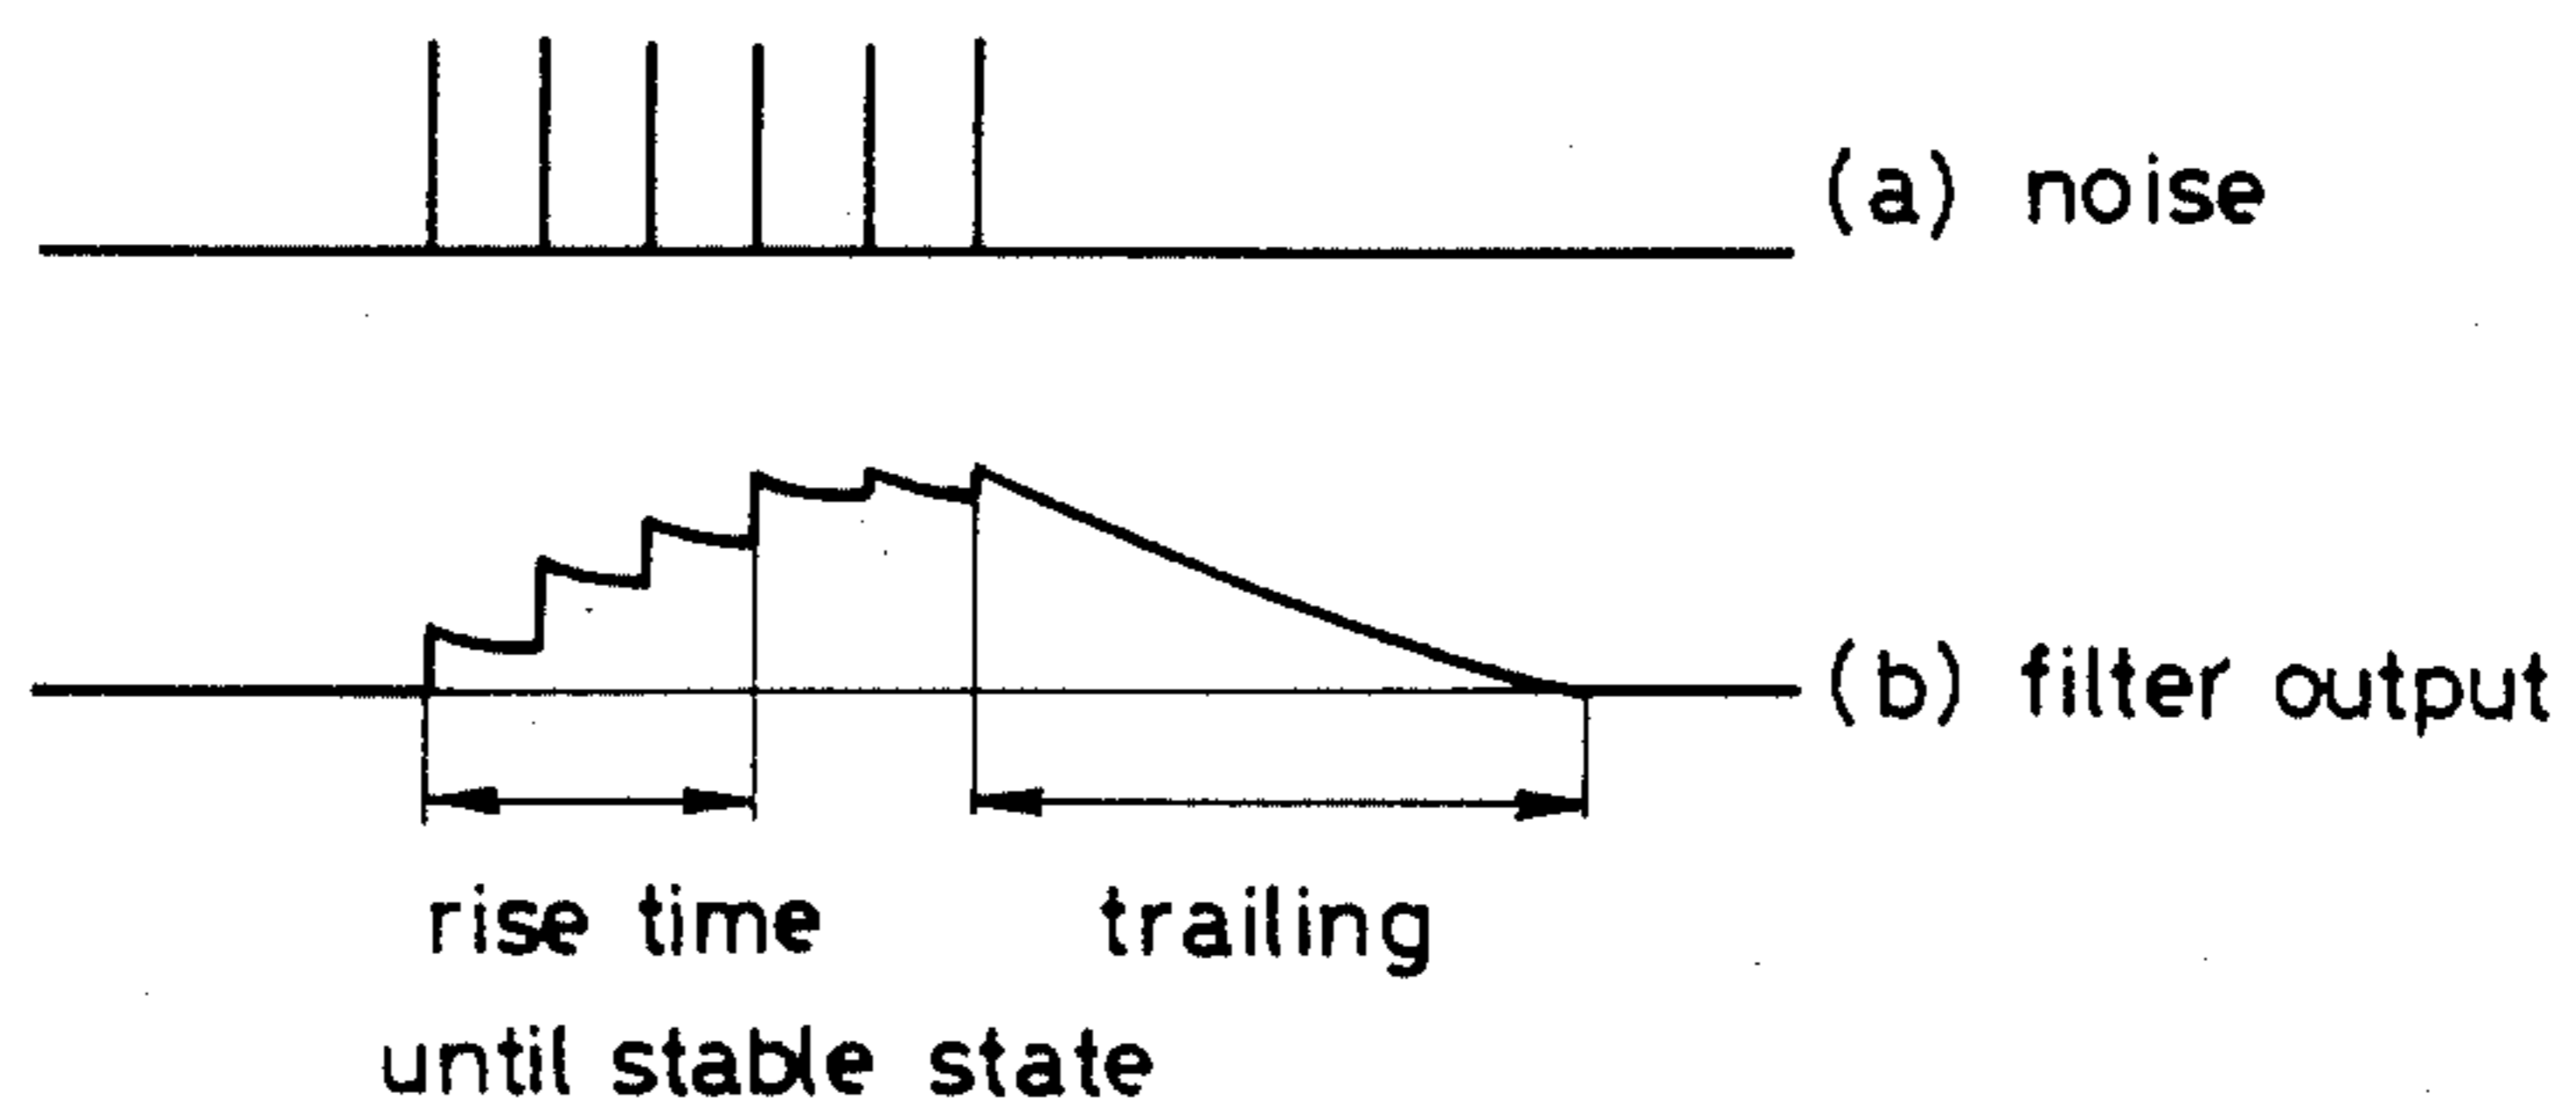 (a) noise
(b) filter output
rise time
trailing
until stable state